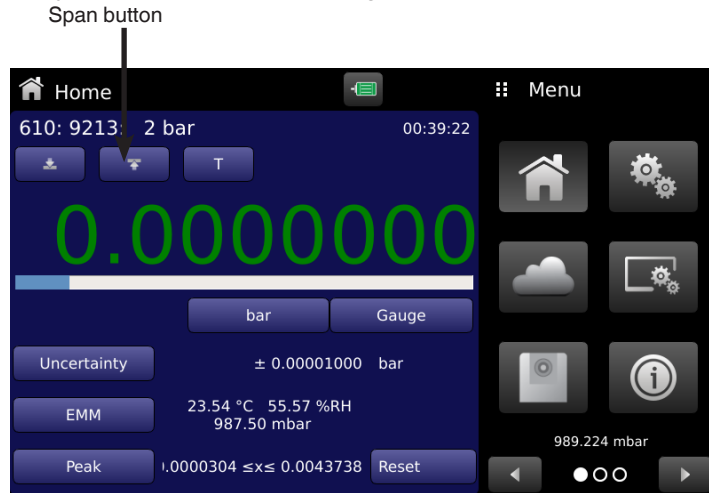 Span button
Home
Menu
610: 9213: 2 bar
00:39:22
T
0.0000000
bar
Gauge
Uncertainty
± 0.00001000 bar
EMM
23.54 °C 55.57 %RH
987.50 mbar
989.224 mbar
Peak
.0000304 ≤x≤ 0.0043738
Reset